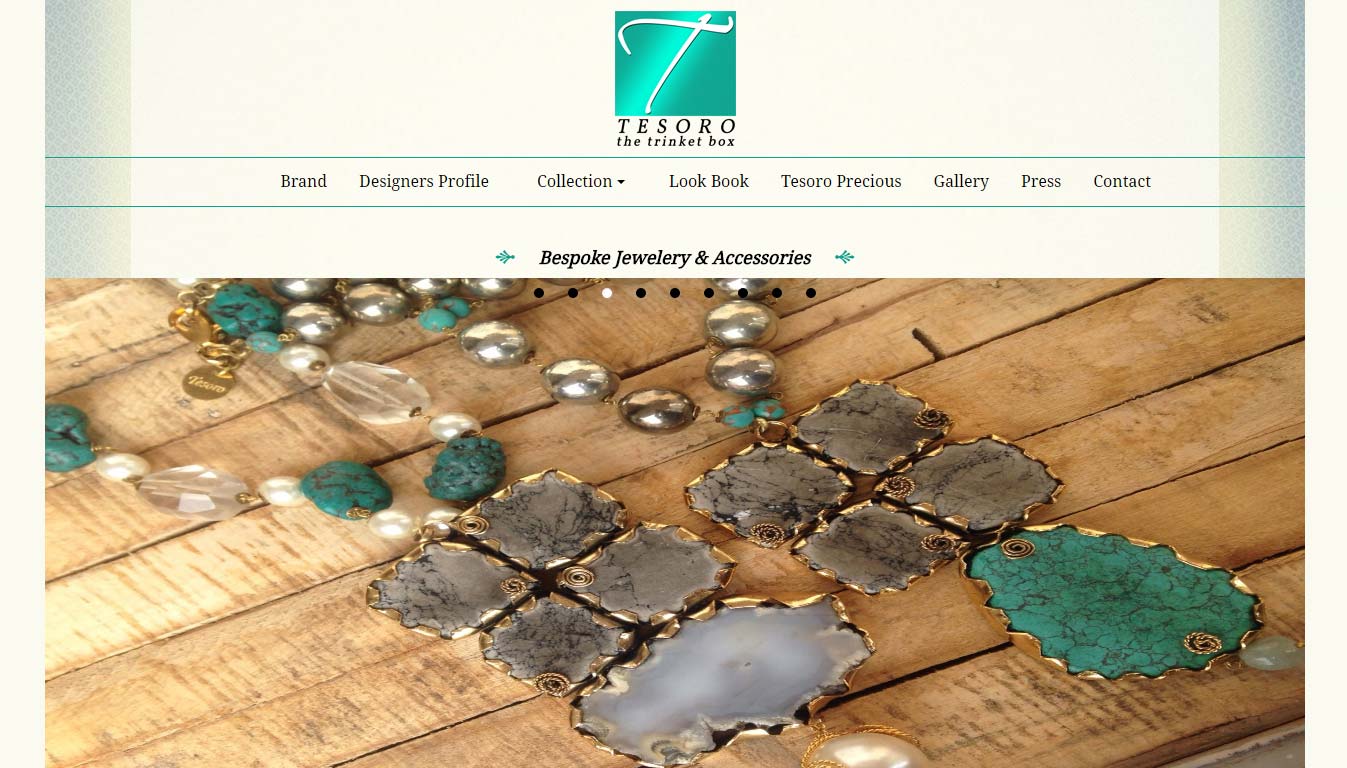 T
TESORO
the trinket box
Brand Designers Profile Collection Look Book Tesoro Precious Gallery Press Contact
Bespoke Jewelery & Accessories
Tesoro